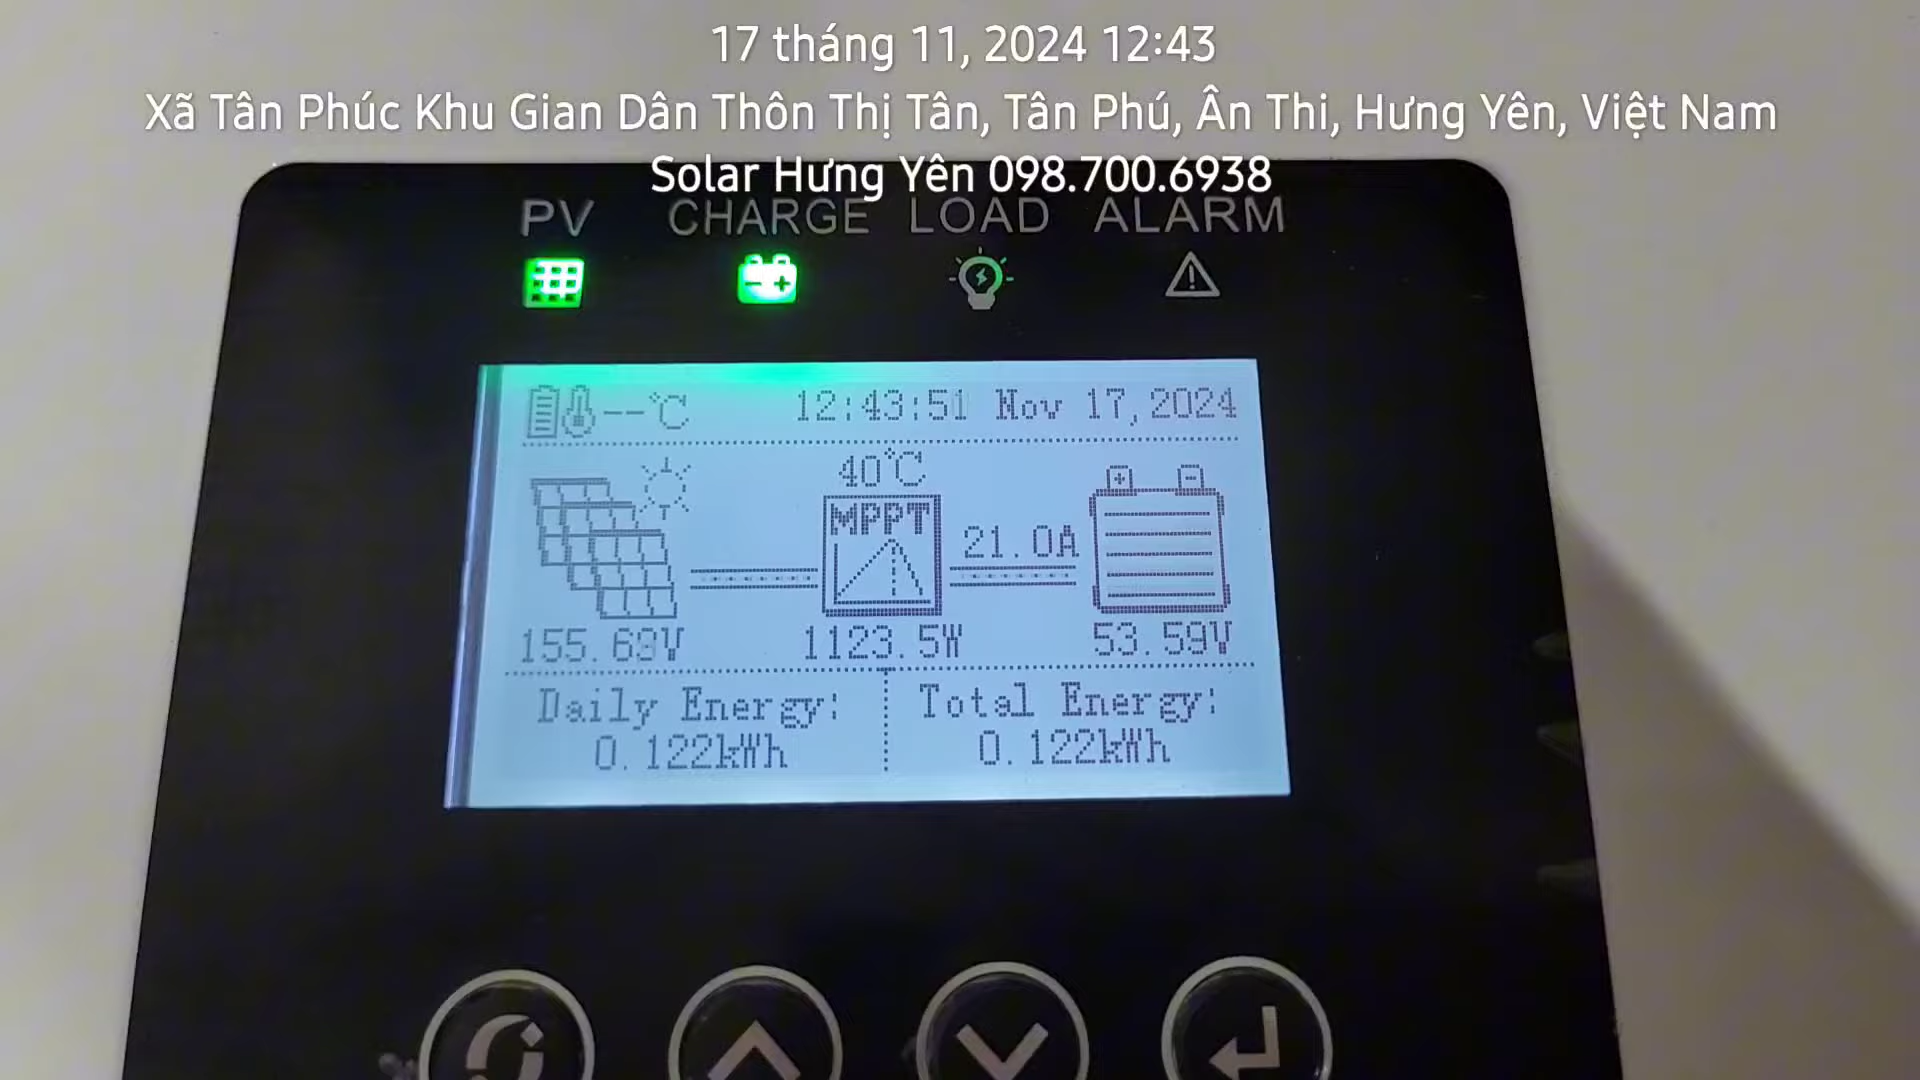 17 tháng 11, 2024 12:43
Xã Tân Phúc Khu Gian Dân Thôn Thị Tân, Tân Phú, Ân Thi, Hưng Yên, Việt Nam
Solar Hưng Yên 098.700.6938
PV CHARGE LOAD ALARM
--°C 12:43:51 Nov 17,2024
40°C
MPPT
21.0A
155.69V 1123.5W 53.59V
Daily Energy: Total Energy:
0.122kWh 0.122kWh